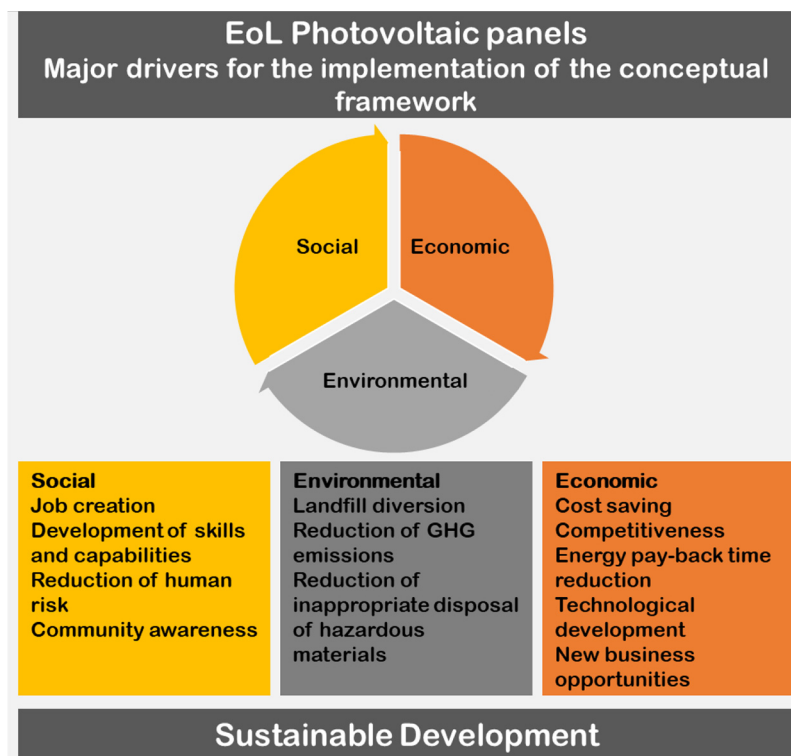 EoL Photovoltaic panels
Major drivers for the implementation of the conceptual
framework
Social
Economic
Environmental
Social
Job creation
Development of skills
and capabilities
Reduction of human
risk
Community awareness
Environmental
Landfill diversion
Reduction of GHG
emissions
Reduction of
inappropriate disposal
of hazardous
materials
Economic
Cost saving
Competitiveness
Energy pay-back time
reduction
Technological
development
New business
opportunities
Sustainable Development